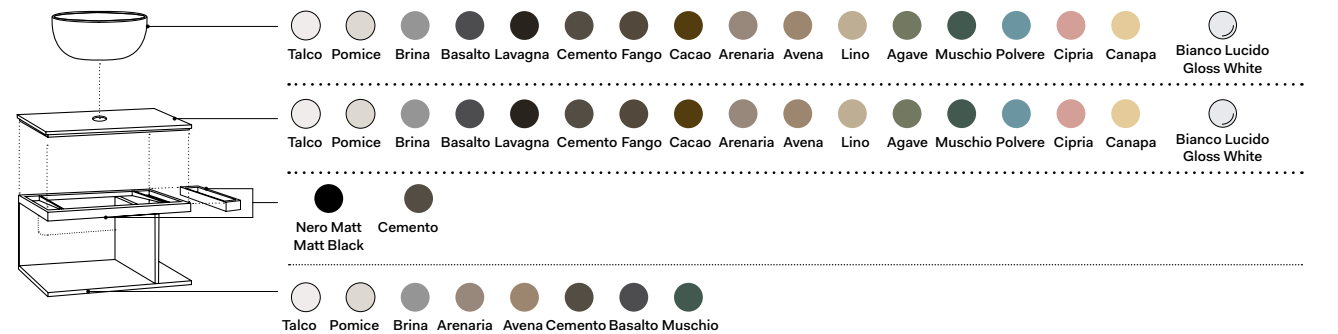 Talco Pomice Brina Basalto Lavagna Cemento Fango Cacao Arenaria Avena Lino Agave Muschio Polvere Cipria Canapa Bianco Lucido
Gloss White
Talco Pomice Brina Basalto Lavagna Cemento Fango Cacao Arenaria Avena Lino Agave Muschio Polvere Cipria Canapa Bianco Lucido
Gloss White
Nero Matt Cemento
Matt Black
Talco Pomice Brina Arenaria Avena Cemento Basalto Muschio